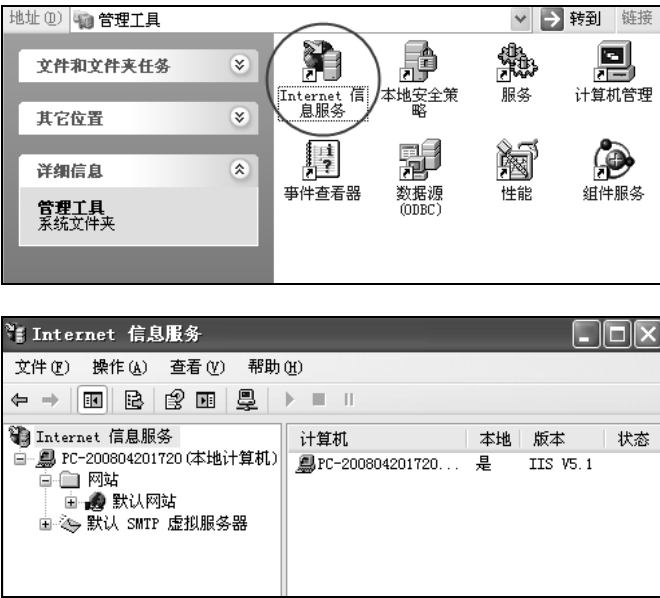 地址(D) 管理工具 转到 链接
文件和文件夹任务
其它位置
详细信息
管理工具
系统文件夹
Internet 信
息服务
本地安全策
略
服务
计算机管理
事件查看器
数据源
(ODBC)
性能
组件服务
Internet 信息服务
文件(F) 操作(A) 查看(V) 帮助(H)
Internet 信息服务
PC-200804201720(本地计算机)
网站
默认网站
默认 SMTP 虚拟服务器
计算机 本地 版本 状态
PC-200804201720... 是 IIS V5.1